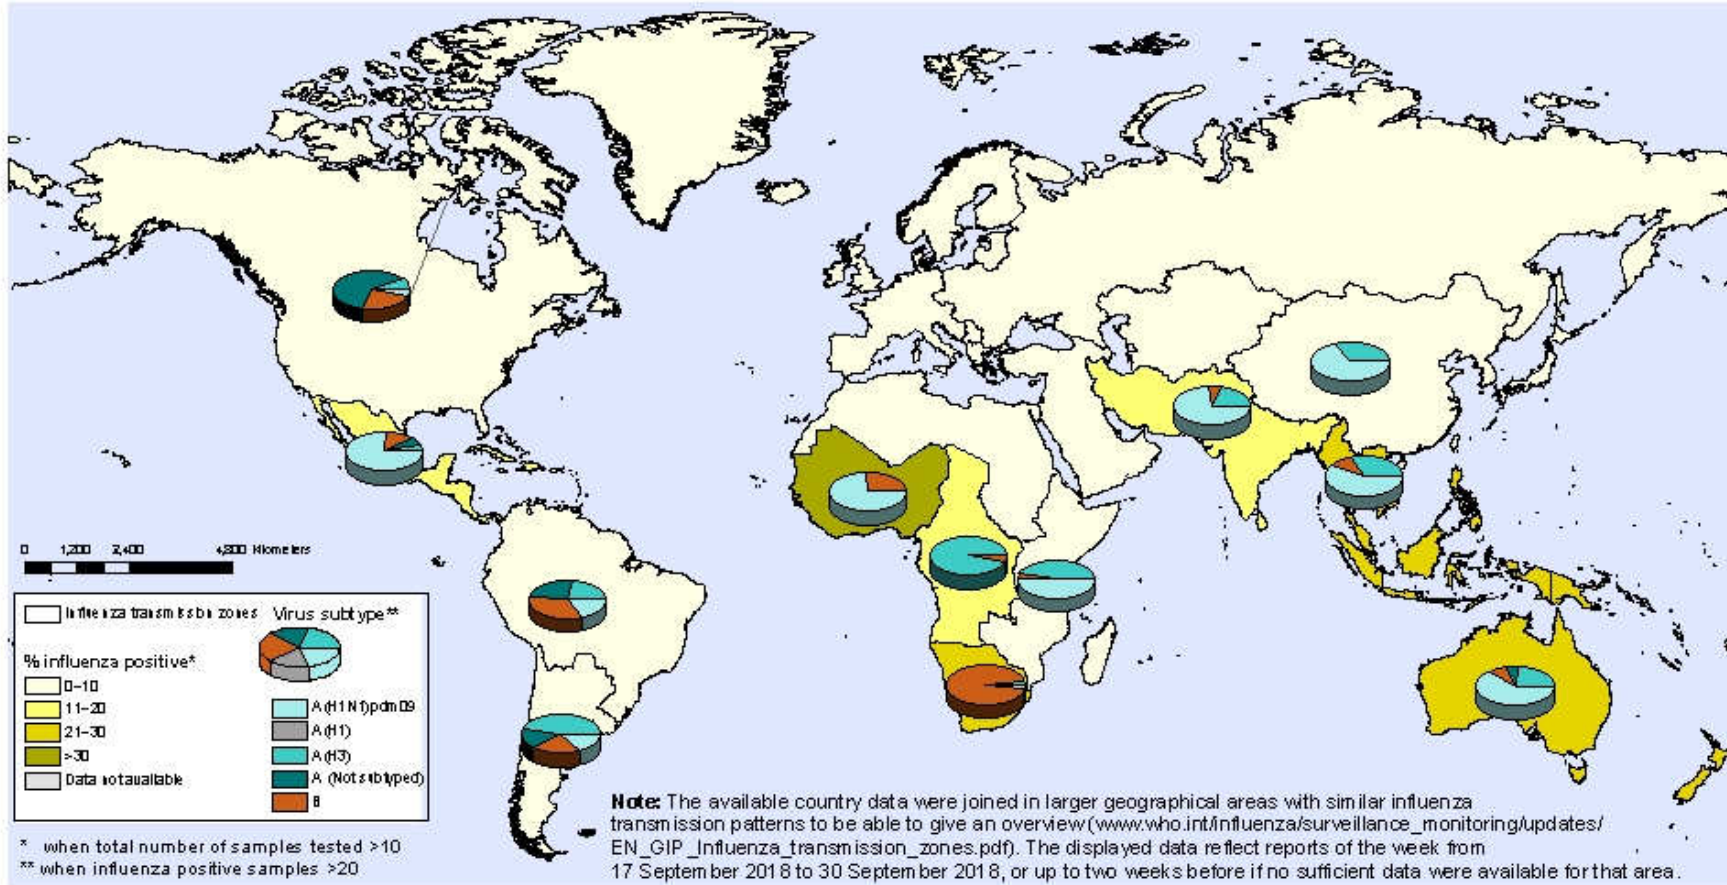 0 1,200 2,400 4,800 Kilometers
Influenza transmission zones
Virus subtype**
% influenza positive*
0-10
11-20
21-30
>30
Data not available
A(H1N1)pdm09
A(H1)
A(H3)
A (Not subtyped)
B
* when total number of samples tested >10
** when influenza positive samples >20
Note: The available country data were joined in larger geographical areas with similar influenza
transmission patterns to be able to give an overview (www.who.int/influenza/surveillance_monitoring/updates/
EN_GIP_Influenza_transmission_zones.pdf). The displayed data reflect reports of the week from
17 September 2018 to 30 September 2018, or up to two weeks before if no sufficient data were available for that area.